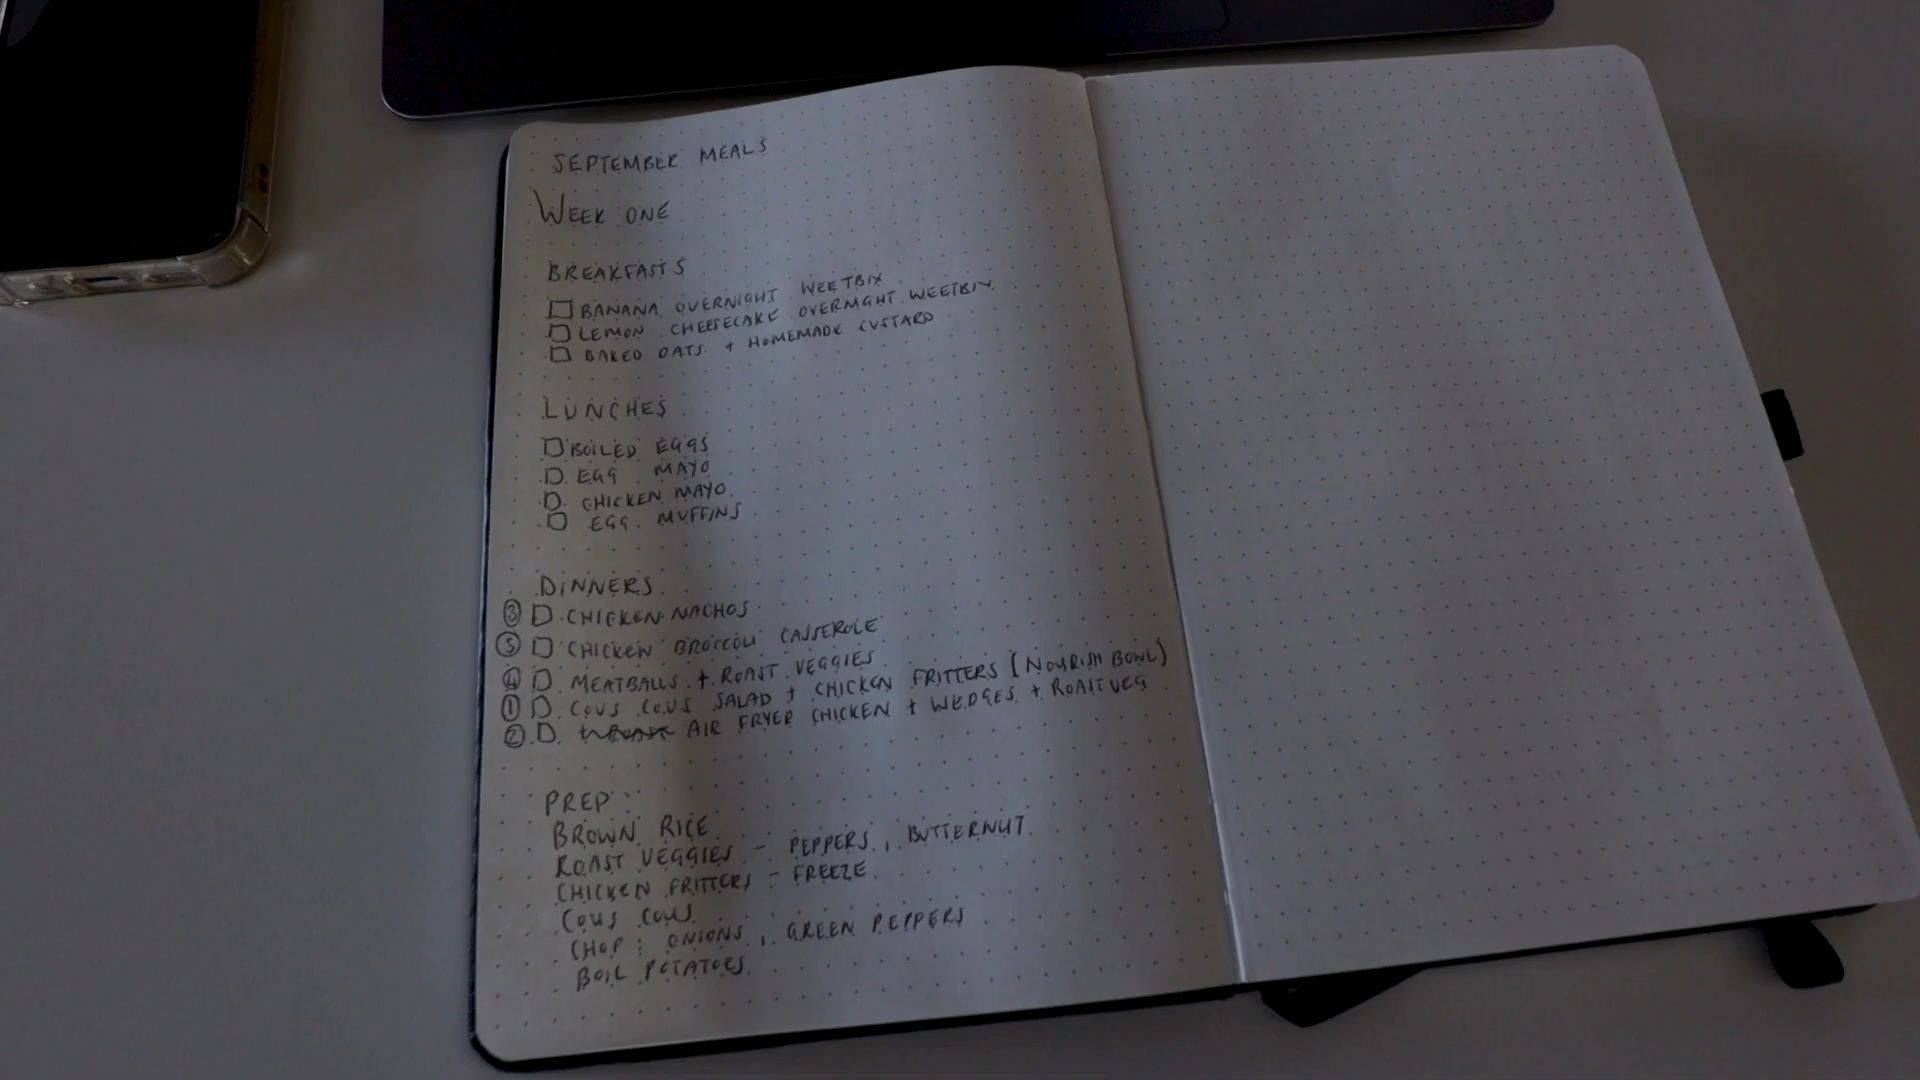 SEPTEMBER MEALS
WEEK ONE
BREAKFASTS
BANANA OVERNIGHT WEETBIX
LEMON CHEESECAKE OVERNIGHT WEETBIX
BAKED OATS + HOMEMADE CUSTARD
LUNCHES
BOILED EGGS
EGG MAYO
CHICKEN MAYO
EGG MUFFINS
DINNERS
3 CHICKEN NACHOS
5 CHICKEN BROCCOLI CASSEROLE
4 MEATBALLS + ROAST VEGGIES
1 COUS COUS SALAD + CHICKEN FRITTERS (NOURISH BOWL)
2 AIR FRYER CHICKEN + WEDGES + ROAST VEG
PREP
BROWN RICE
ROAST VEGGIES - PEPPERS, BUTTERNUT
CHICKEN FRITTERS - FREEZE
COUS COUS
CHOP: ONIONS, GREEN PEPPERS
BOIL POTATOES